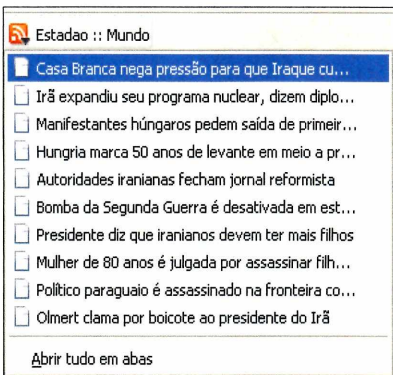 Estadao :: Mundo
Casa Branca nega pressão para que Iraque cu...
Irã expandiu seu programa nuclear, dizem diplo...
Manifestantes húngaros pedem saída de primeir...
Hungria marca 50 anos de levante em meio a pr...
Autoridades iranianas fecham jornal reformista
Bomba da Segunda Guerra é desativada em est...
Presidente diz que iranianos devem ter mais filhos
Mulher de 80 anos é julgada por assassinar filh...
Político paraguaio é assassinado na fronteira co...
Olmert clama por boicote ao presidente do Irã
Abrir tudo em abas